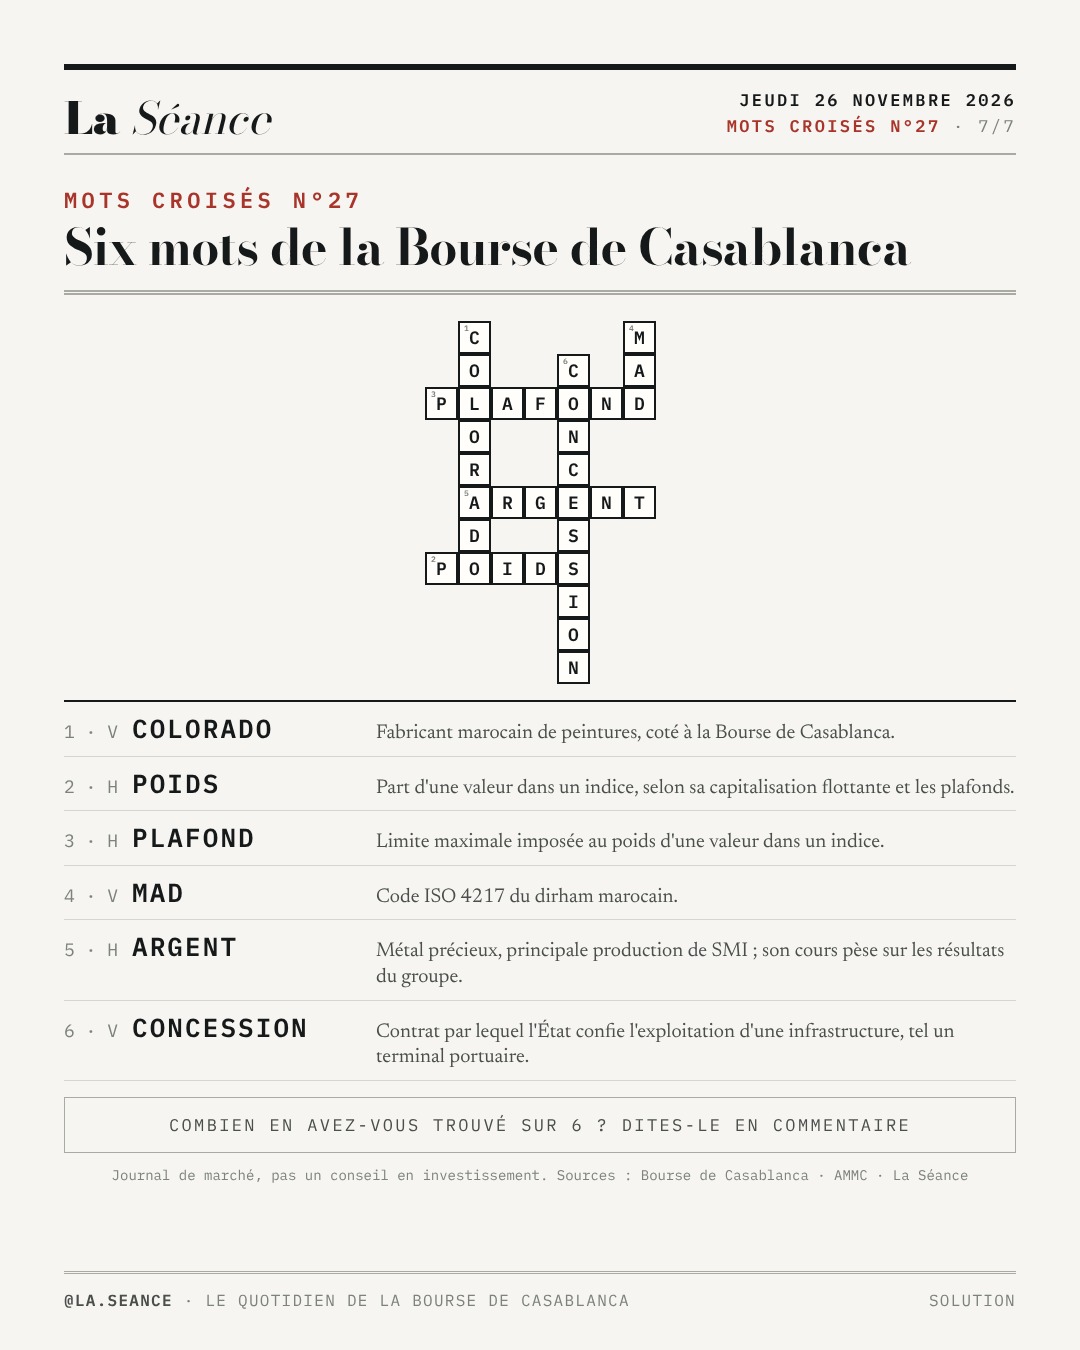 La Séance
JEUDI 26 NOVEMBRE 2026
MOTS CROISÉS N°27 · 7/7
MOTS CROISÉS N°27
Six mots de la Bourse de Casablanca
1 C 4 M
O 6 C A
3 P L A F O N D
O N
R C
5 A R G E N T
D S
2 P O I D S
I
O
N
1 · V COLORADO Fabricant marocain de peintures, coté à la Bourse de Casablanca.
2 · H POIDS Part d'une valeur dans un indice, selon sa capitalisation flottante et les plafonds.
3 · H PLAFOND Limite maximale imposée au poids d'une valeur dans un indice.
4 · V MAD Code ISO 4217 du dirham marocain.
5 · H ARGENT Métal précieux, principale production de SMI ; son cours pèse sur les résultats
du groupe.
6 · V CONCESSION Contrat par lequel l'État confie l'exploitation d'une infrastructure, tel un
terminal portuaire.
COMBIEN EN AVEZ-VOUS TROUVÉ SUR 6 ? DITES-LE EN COMMENTAIRE
Journal de marché, pas un conseil en investissement. Sources : Bourse de Casablanca · AMMC · La Séance
@LA.SEANCE · LE QUOTIDIEN DE LA BOURSE DE CASABLANCA
SOLUTION